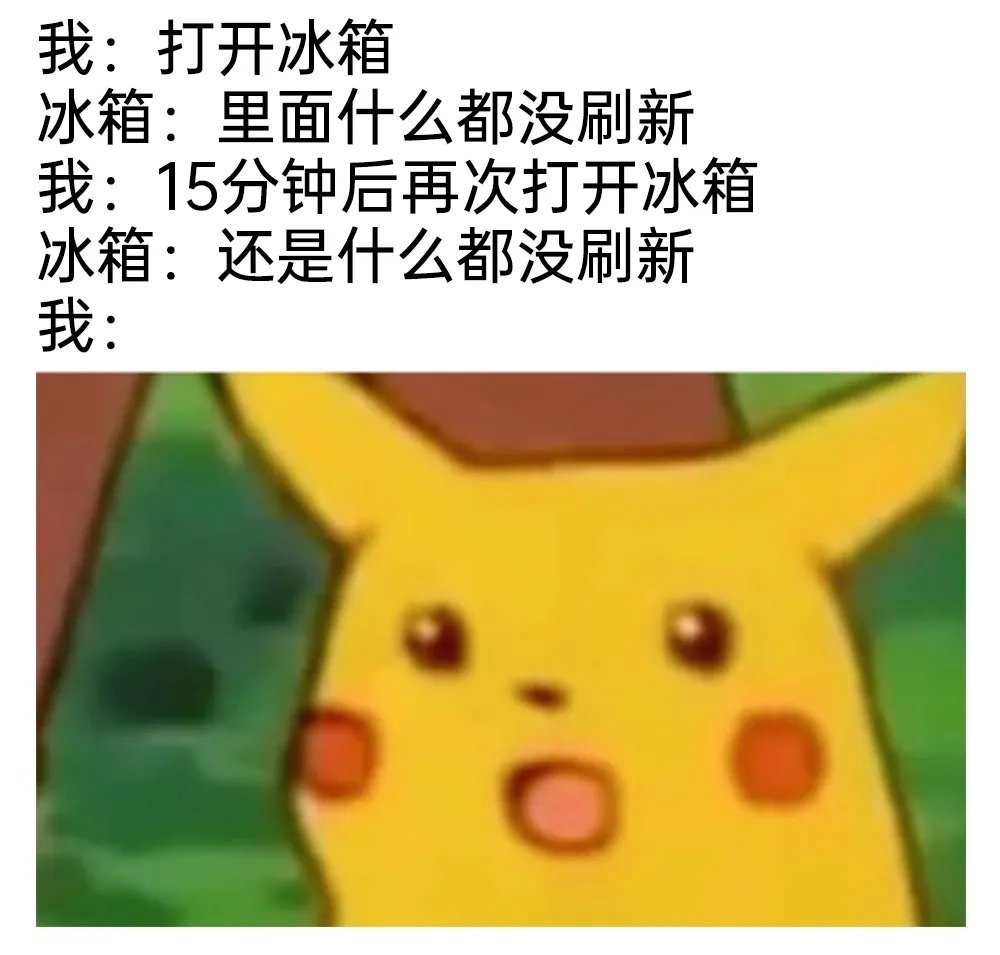 我：打开冰箱
冰箱：里面什么都没刷新
我：15分钟后再次打开冰箱
冰箱：还是什么都没刷新
我：